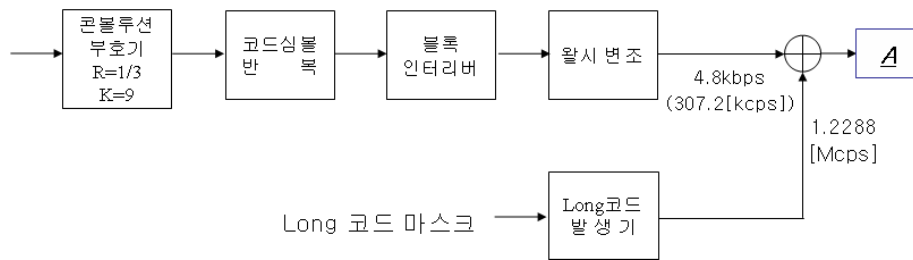 콘볼루션
부호기
R=1/3
K=9
코드심볼
반 복
블록
인터리버
왈시 변조
4.8kbps
(307.2[kcps])
A
1.2288
[Mcps]
Long 코드 마스크
Long코드
발 생 기